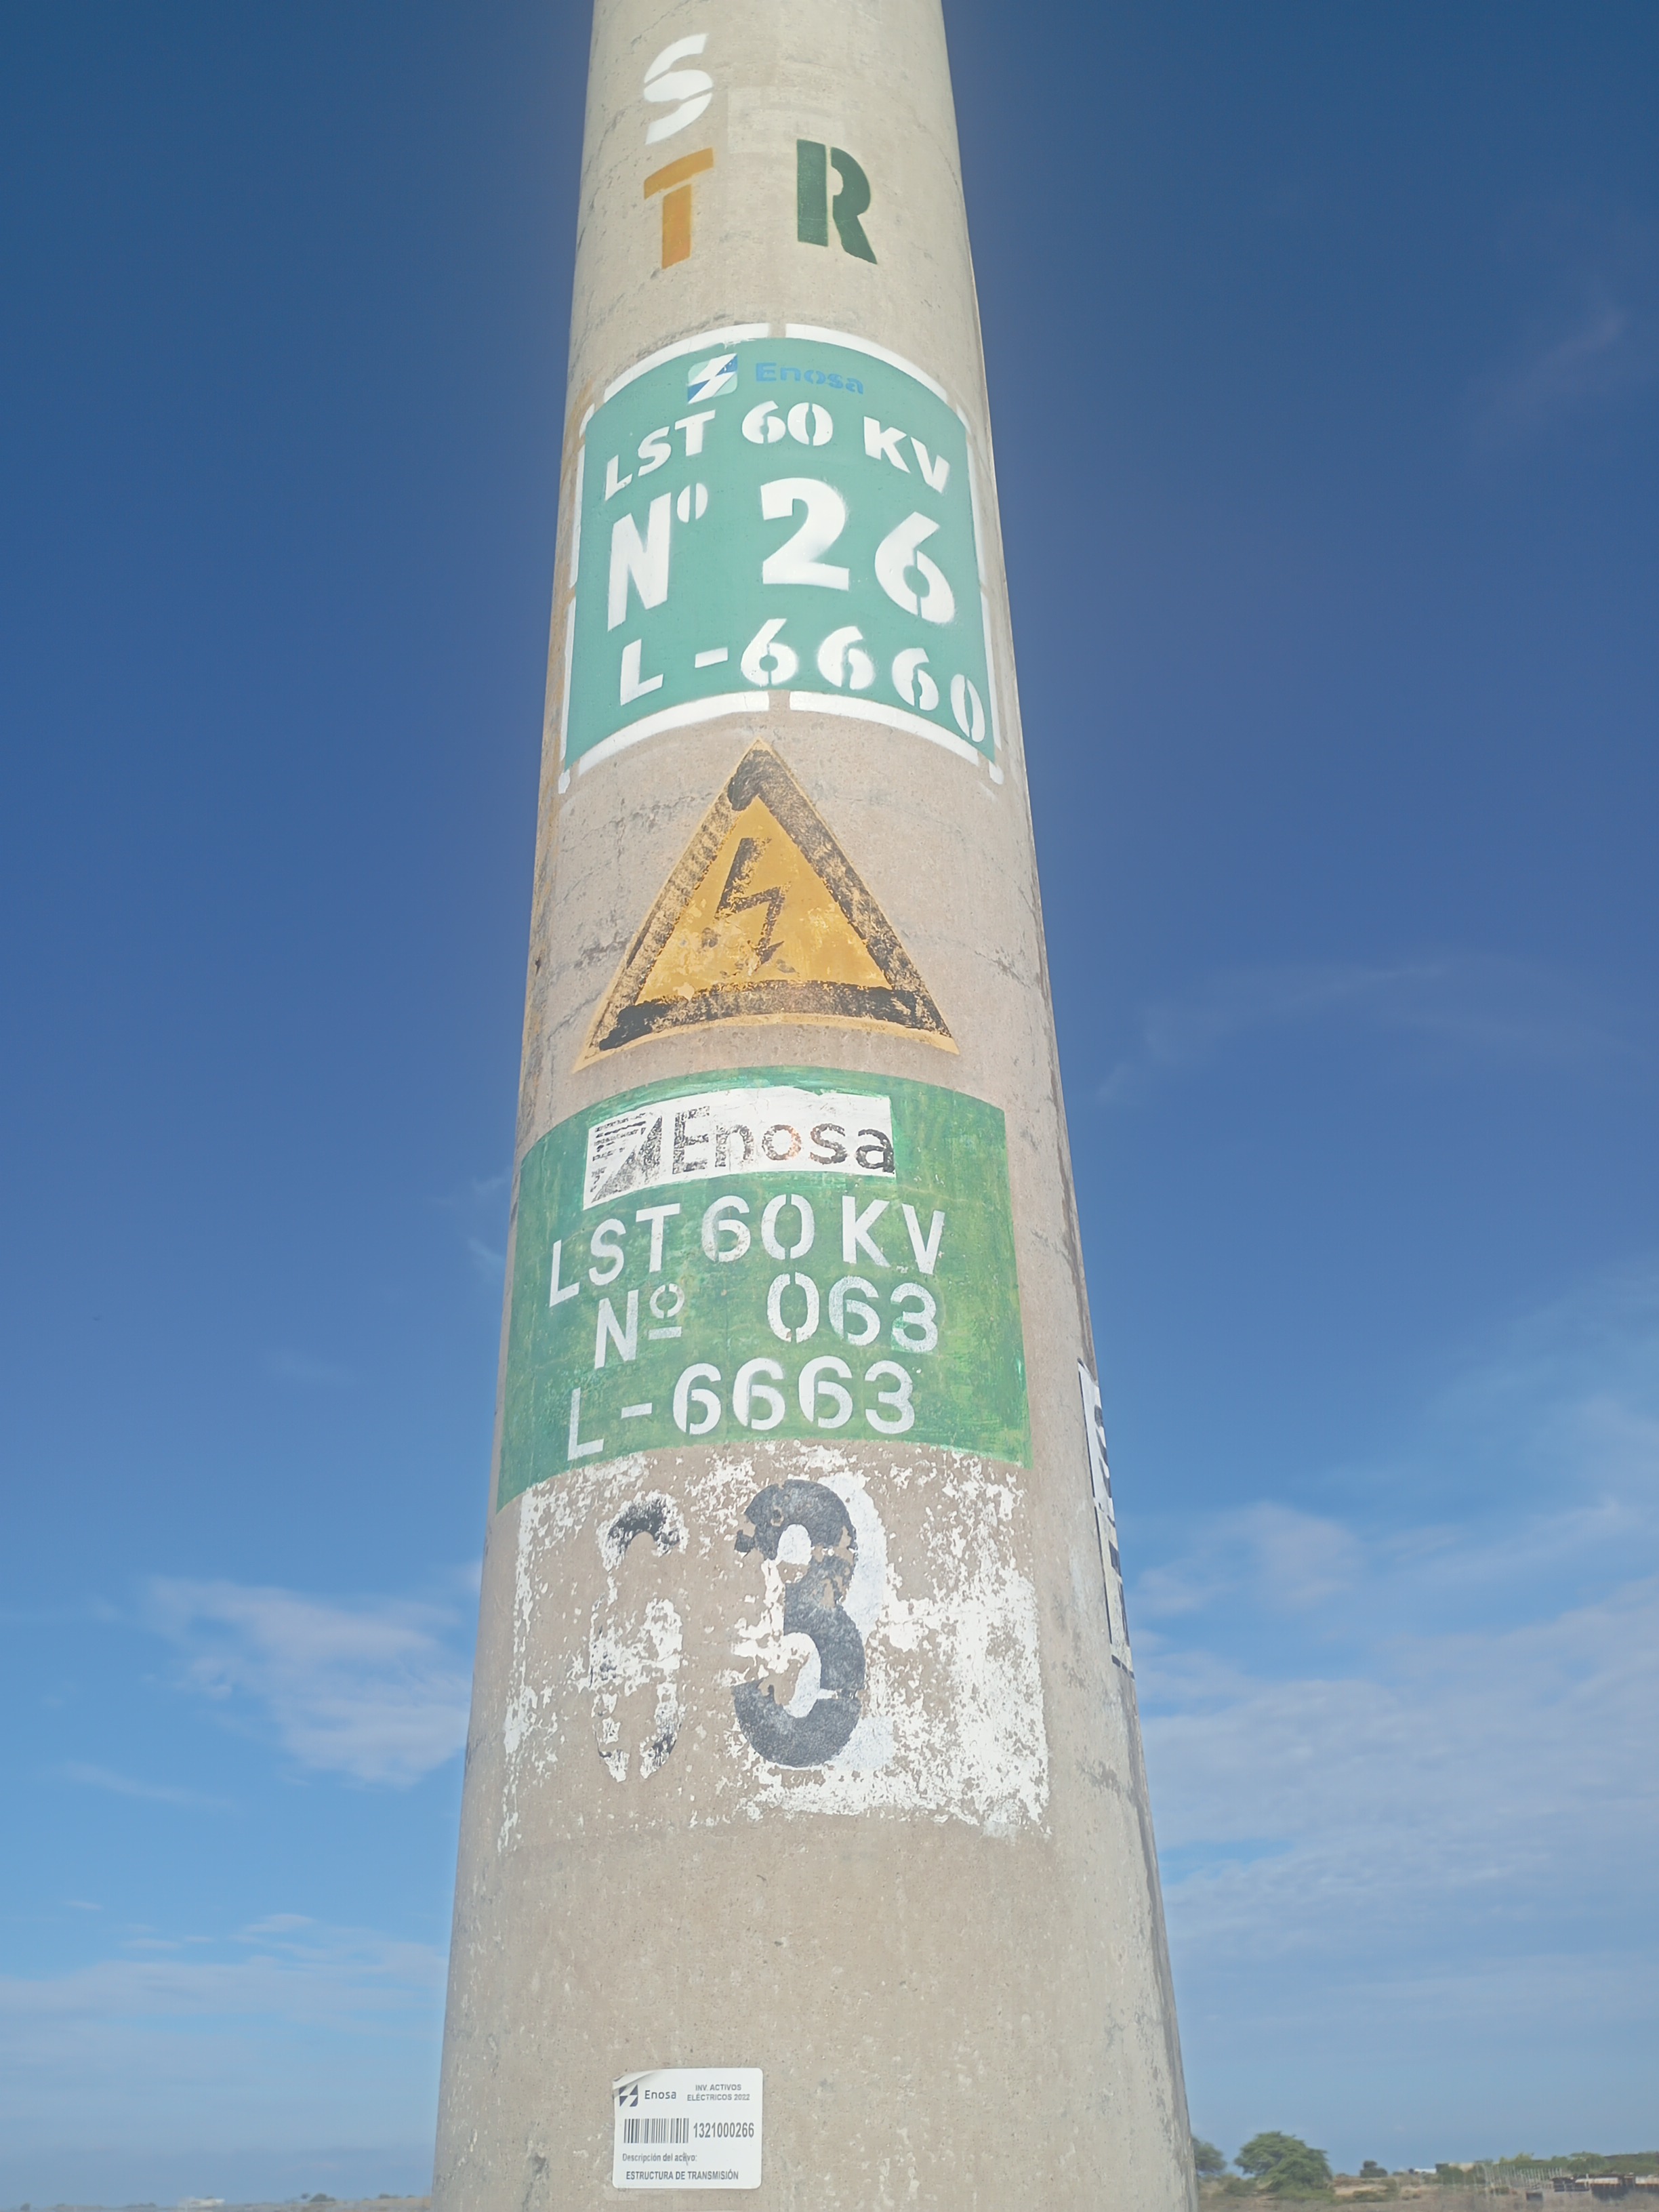 S
T R
Enosa
LST 60 KV
Nº 26
L-6660
Enosa
LST 60 KV
Nº 063
L-6663
63
Enosa INV. ACTIVOS
ELÉCTRICOS 2022
1321000266
Descripción del activo:
ESTRUCTURA DE TRANSMISIÓN